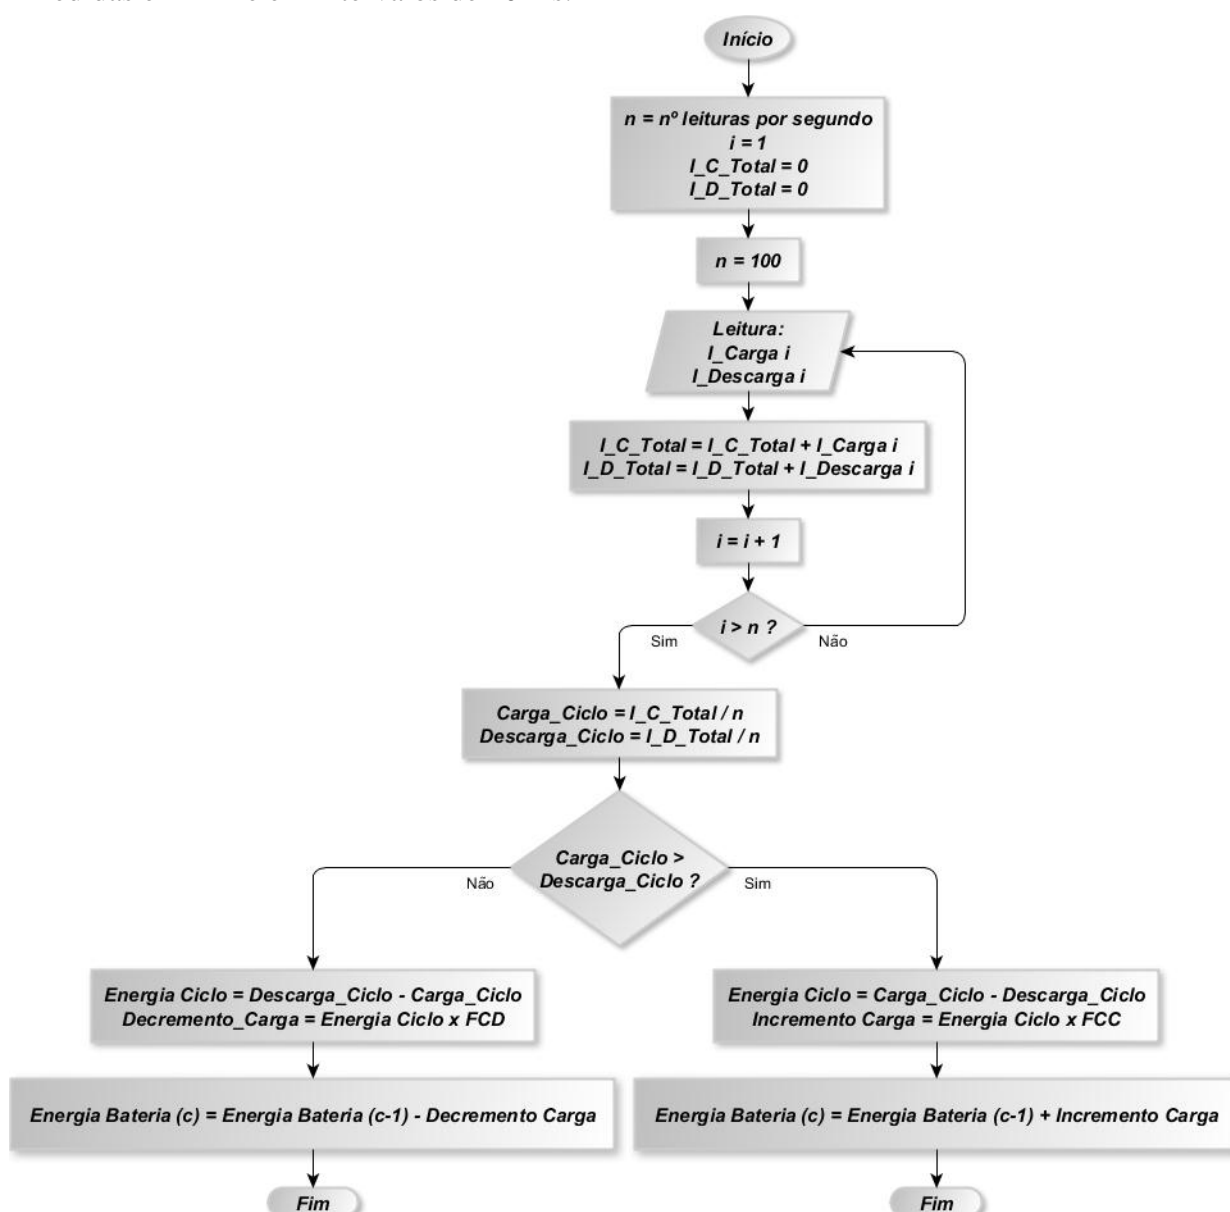 Início
n = nº leituras por segundo
i = 1
I_C_Total = 0
I_D_Total = 0
n = 100
Leitura:
I_Carga i
I_Descarga i
I_C_Total = I_C_Total + I_Carga i
I_D_Total = I_D_Total + I_Descarga i
i = i + 1
i > n ?
Sim
Não
Carga_Ciclo = I_C_Total / n
Descarga_Ciclo = I_D_Total / n
Carga_Ciclo >
Descarga_Ciclo ?
Não
Sim
Energia Ciclo = Descarga_Ciclo - Carga_Ciclo
Decremento_Carga = Energia Ciclo x FCD
Energia Ciclo = Carga_Ciclo - Descarga_Ciclo
Incremento Carga = Energia Ciclo x FCC
Energia Bateria (c) = Energia Bateria (c-1) - Decremento Carga
Energia Bateria (c) = Energia Bateria (c-1) + Incremento Carga
Fim
Fim